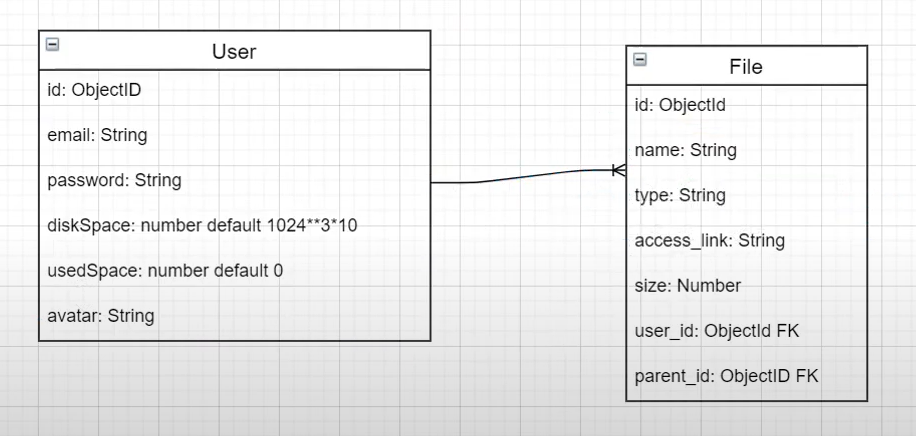 User
id: ObjectID
email: String
password: String
diskSpace: number default 1024**3*10
usedSpace: number default 0
avatar: String
File
id: ObjectId
name: String
type: String
access_link: String
size: Number
user_id: ObjectId FK
parent_id: ObjectID FK